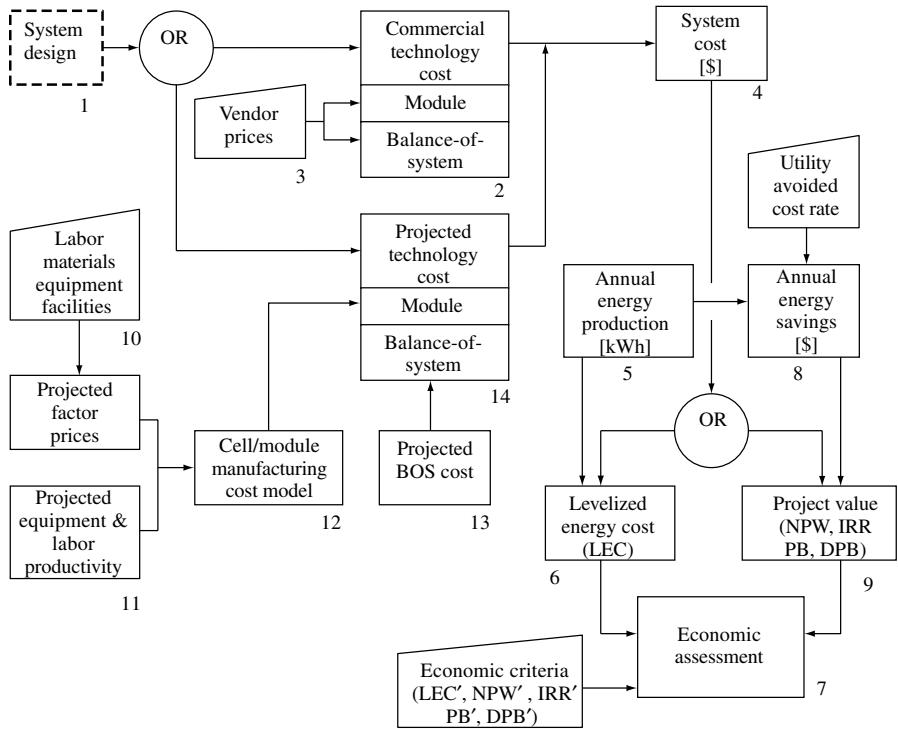 System
design
1
OR
Commercial
technology
cost
Module
Balance-of-
system
2
Vendor
prices
3
System
cost
[$]
4
Utility
avoided
cost rate
Labor
materials
equipment
facilities
10
Projected
technology
cost
Module
Balance-of-
system
14
Annual
energy
production
[kWh]
5
Annual
energy
savings
[$]
8
Projected
factor
prices
Projected
equipment &
labor
productivity
11
Cell/module
manufacturing
cost model
12
Projected
BOS cost
13
OR
Levelized
energy cost
(LEC)
6
Project value
(NPW, IRR
PB, DPB)
9
Economic criteria
(LEC′, NPW′ , IRR′
PB′, DPB′)
Economic
assessment
7